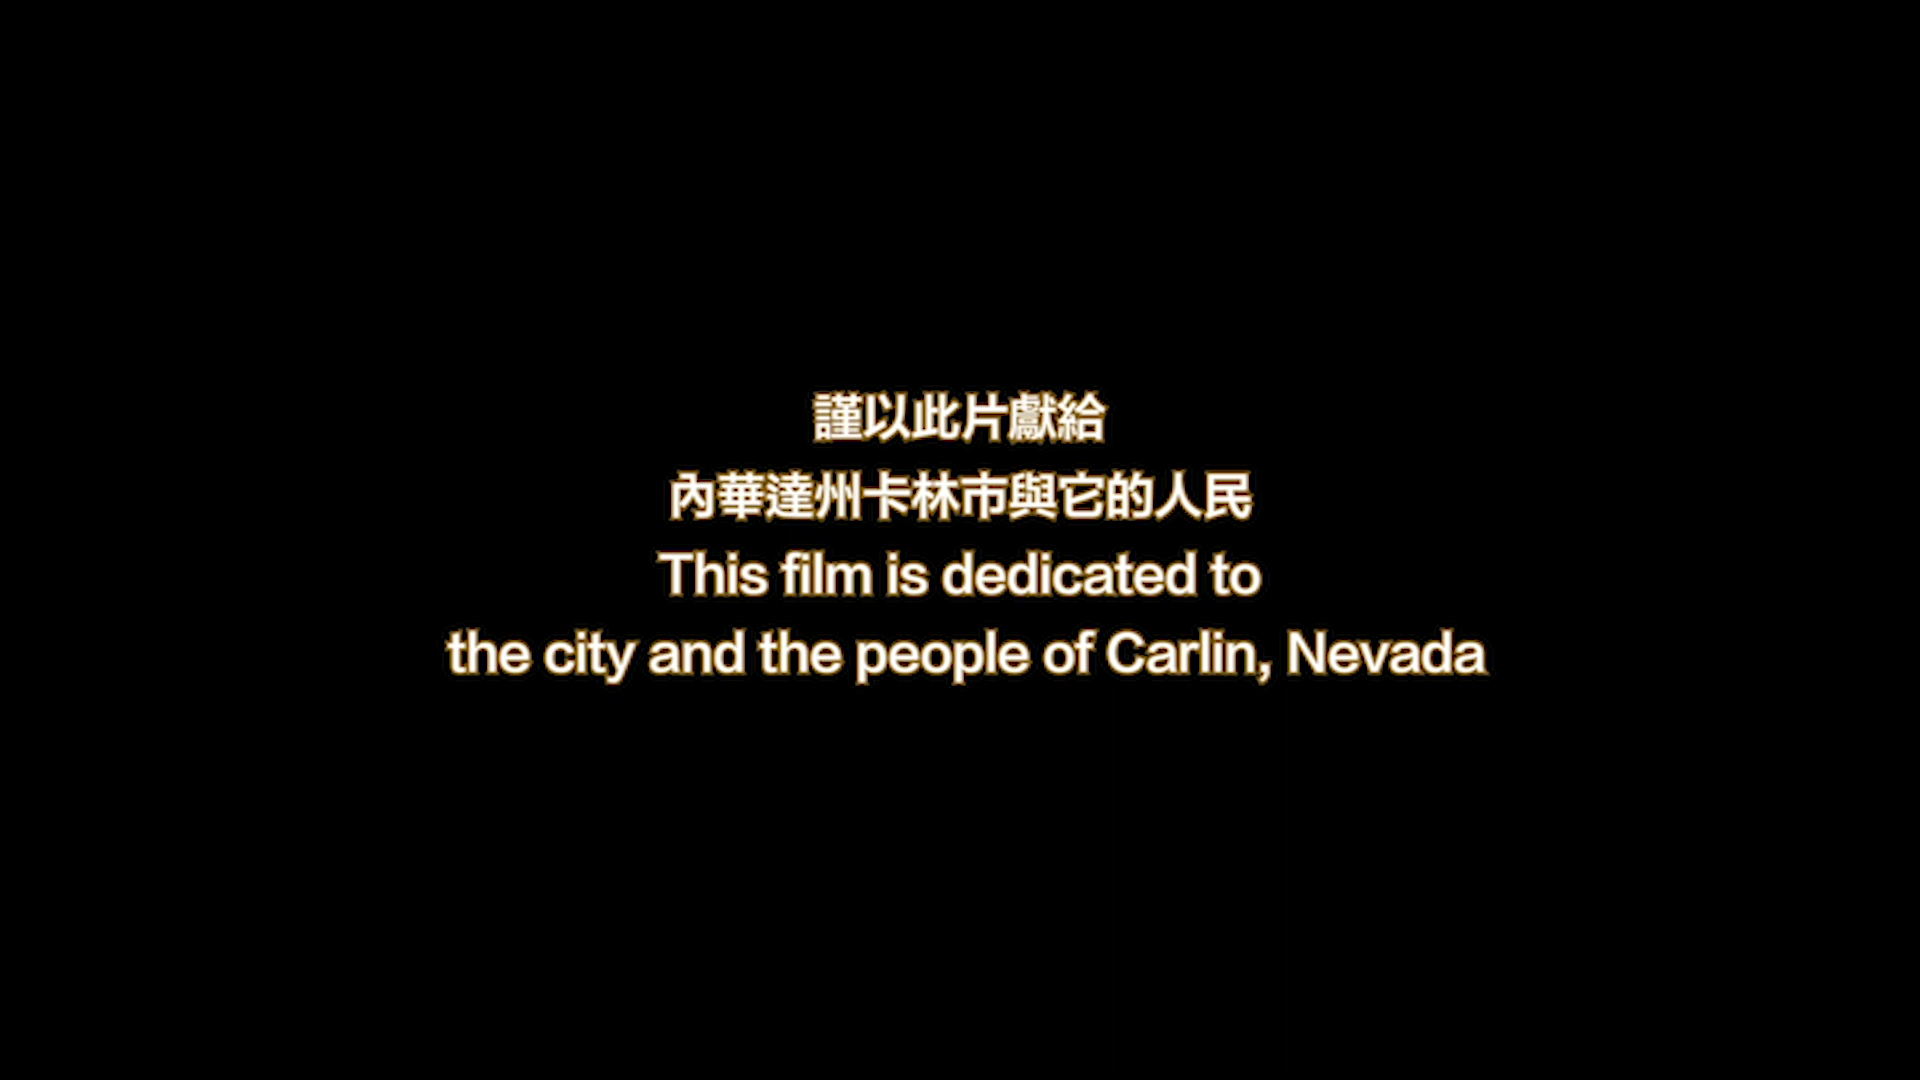 謹以此片獻給
內華達州卡林市與它的人民
This film is dedicated to
the city and the people of Carlin, Nevada